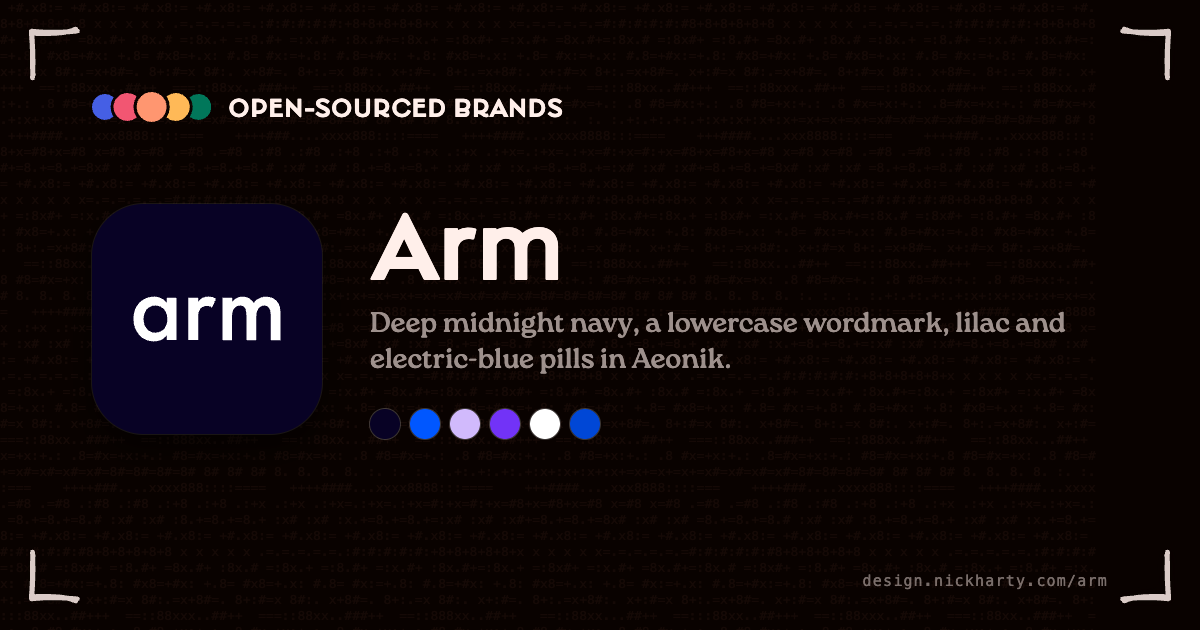 OPEN-SOURCED BRANDS
arm
Arm
Deep midnight navy, a lowercase wordmark, lilac and
electric-blue pills in Aeonik.
design.nickharty.com/arm